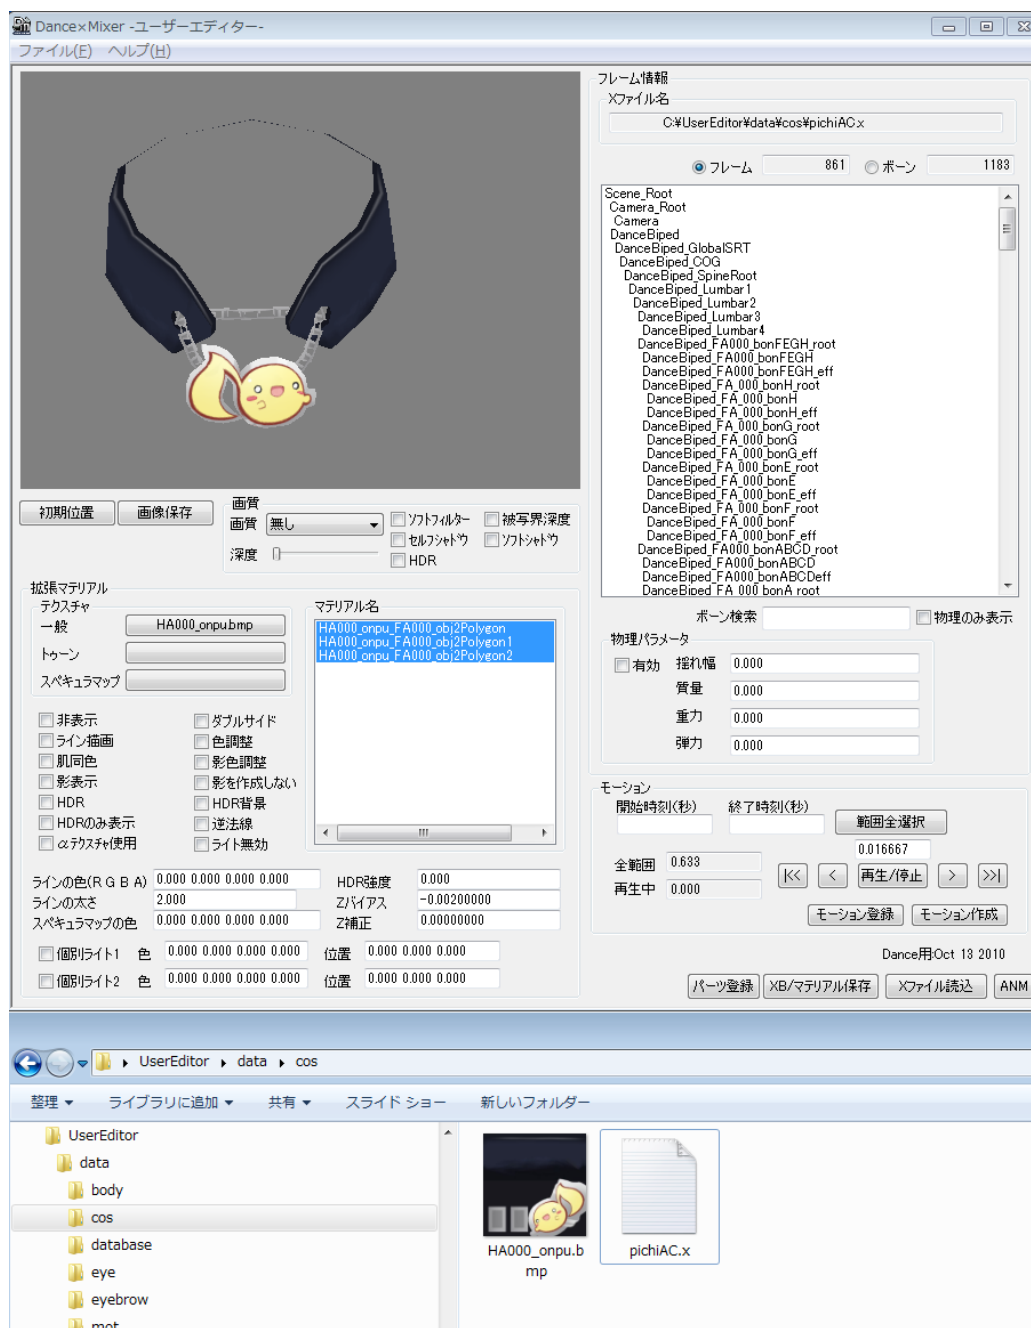 Dance×Mixer -ユーザーエディター-
ファイル(F) ヘルプ(H)
フレーム情報
Xファイル名
C:¥UserEditor¥data¥cos¥pichiAC.x
フレーム 861 ボーン 1183
Scene_Root
Camera_Root
Camera
DanceBiped
DanceBiped_GlobalSRT
DanceBiped_COG
DanceBiped_SpineRoot
DanceBiped_Lumbar1
DanceBiped_Lumbar2
DanceBiped_Lumbar3
DanceBiped_Lumbar4
DanceBiped_FA000_bonFEGH_root
DanceBiped_FA000_bonFEGH
DanceBiped_FA000_bonFEGH_eff
DanceBiped_FA_000_bonH_root
DanceBiped_FA_000_bonH
DanceBiped_FA_000_bonH_eff
DanceBiped_FA_000_bonG_root
DanceBiped_FA_000_bonG
DanceBiped_FA_000_bonG_eff
DanceBiped_FA_000_bonE_root
DanceBiped_FA_000_bonE
DanceBiped_FA_000_bonE_eff
DanceBiped_FA_000_bonF_root
DanceBiped_FA_000_bonF
DanceBiped_FA_000_bonF_eff
DanceBiped_FA000_bonABCD_root
DanceBiped_FA000_bonABCD
DanceBiped_FA000_bonABCDeff
DanceBiped_FA_000_bonA_root
初期位置 画像保存
画質
画質 無し
深度
ソフトフィルター 被写界深度
セルフシャドウ ソフトシャドウ
HDR
ボーン検索 物理のみ表示
物理パラメータ
有効 揺れ幅 0.000
質量 0.000
重力 0.000
弾力 0.000
拡張マテリアル
テクスチャ
一般 HA000_onpu.bmp
トゥーン
スペキュラマップ
マテリアル名
HA000_onpu_FA000_obj2Polygon
HA000_onpu_FA000_obj2Polygon1
HA000_onpu_FA000_obj2Polygon2
非表示 ダブルサイド
ライン描画 色調整
肌同色 影色調整
影表示 影を作成しない
HDR HDR背景
HDRのみ表示 逆法線
αテクスチャ使用 ライト無効
ラインの色(R G B A) 0.000 0.000 0.000 0.000 HDR強度 0.000
ラインの太さ 2.000 Zバイアス -0.00200000
スペキュラマップの色 0.000 0.000 0.000 0.000 Z補正 0.00000000
個別ライト1 色 0.000 0.000 0.000 0.000 位置 0.000 0.000 0.000
個別ライト2 色 0.000 0.000 0.000 0.000 位置 0.000 0.000 0.000
モーション
開始時刻(秒) 終了時刻(秒) 範囲全選択
0.016667
全範囲 0.633
再生中 0.000
|<< < 再生/停止 > >>|
モーション登録 モーション作成
Dance用:Oct 13 2010
パーツ登録 XB/マテリアル保存 Xファイル読込 ANM
UserEditor data cos
整理 ライブラリに追加 共有 スライド ショー 新しいフォルダー
UserEditor
data
body
cos
database
eye
eyebrow
mot
HA000_onpu.b
mp
pichiAC.x